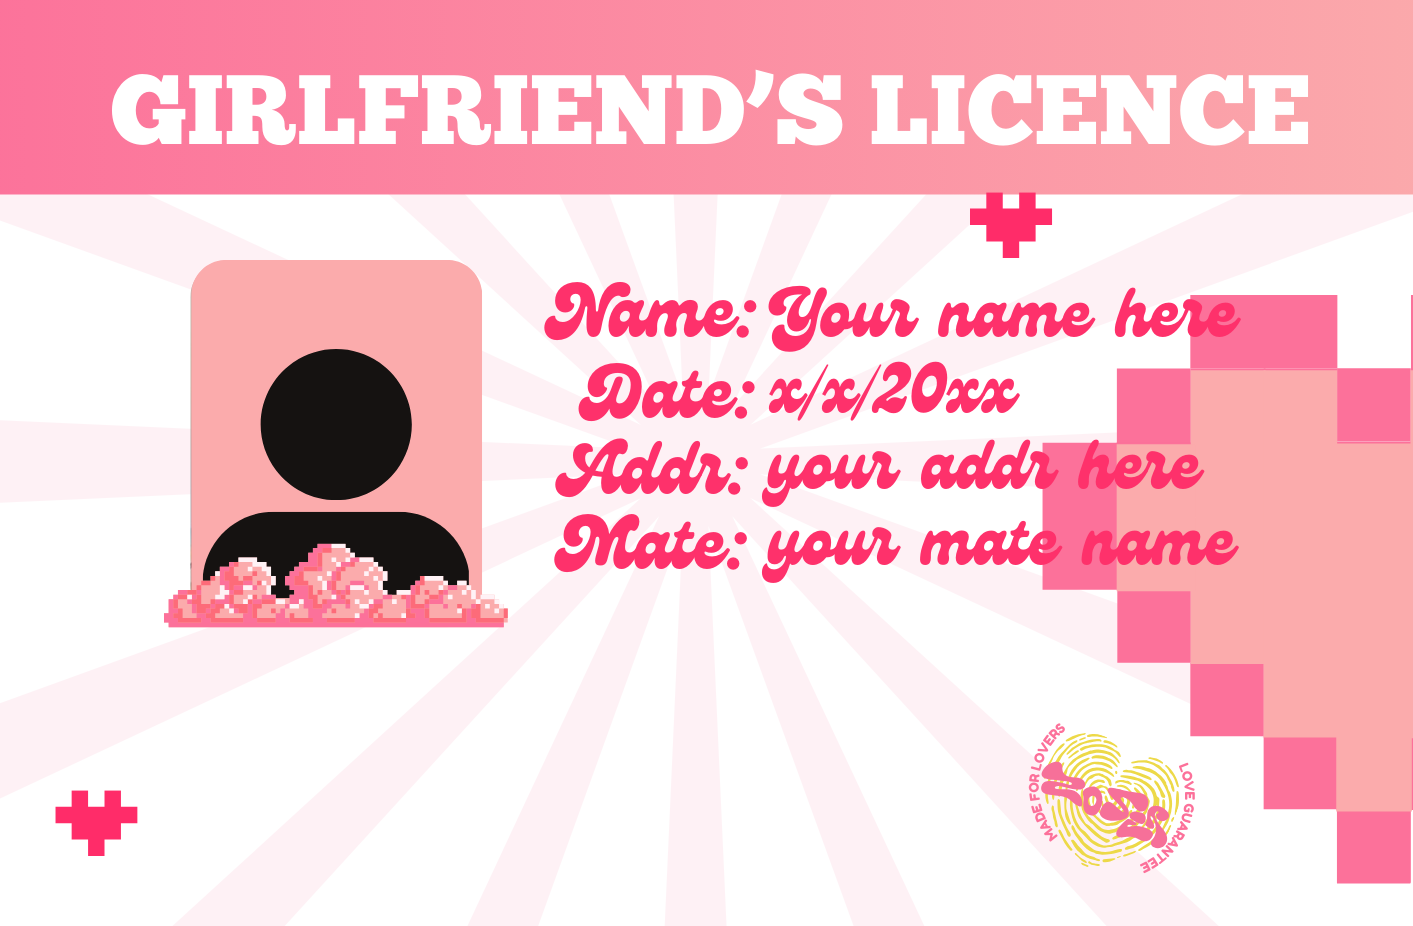 GIRLFRIEND’S LICENCE
Name: Your name here
Date: x/x/20xx
Addr: your addr here
Mate: your mate name
MADE FOR LOVERS
LOVE GUARANTEE